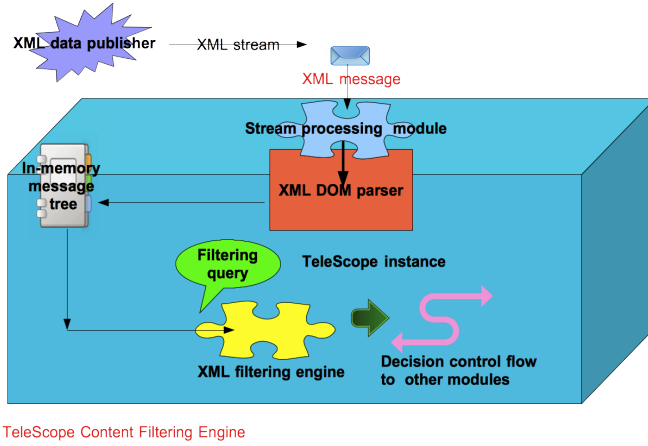 XML data publisher
XML stream
XML message
Stream processing module
In-memory
message
tree
XML DOM parser
Filtering
query
TeleScope instance
XML filtering engine
Decision control flow
to other modules
TeleScope Content Filtering Engine